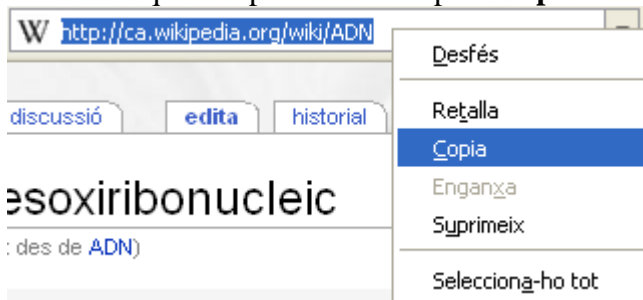 W http://ca.wikipedia.org/wiki/ADN
Desfés
discussió edita historial
Retalla
Copia
Enganxa
esoxiribonucleic
Suprimeix
des de ADN)
Selecciona-ho tot